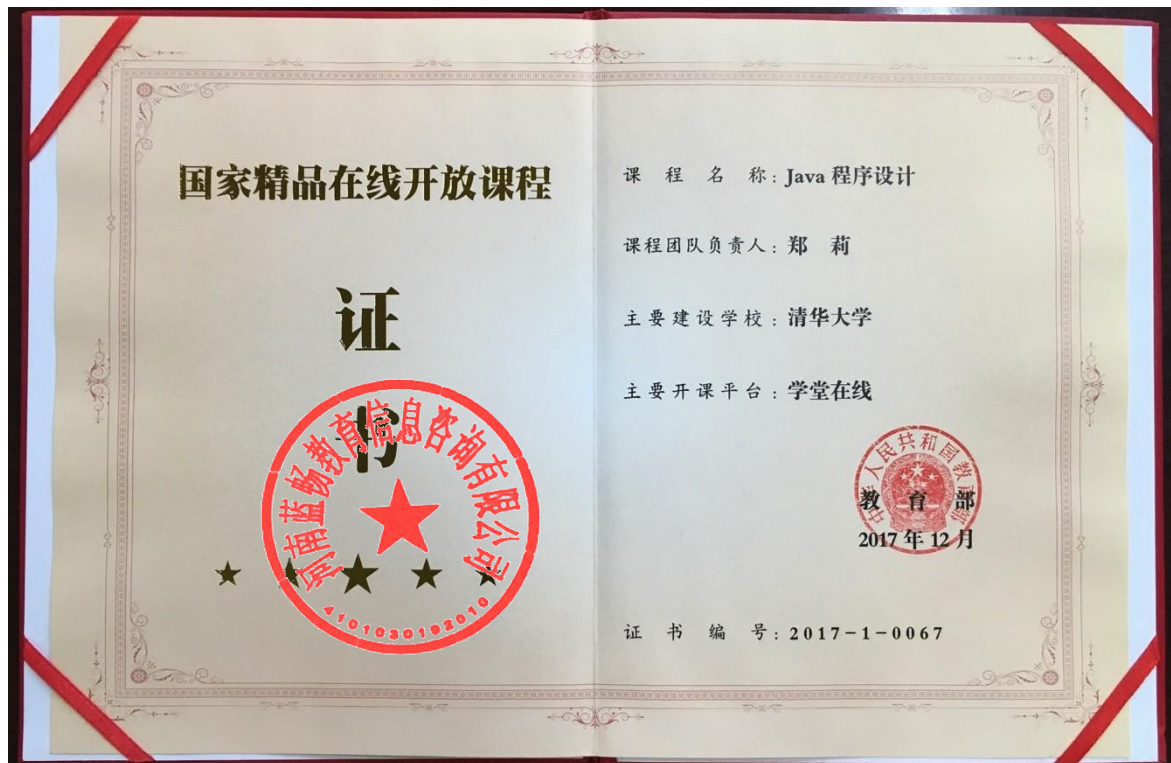 国家精品在线开放课程
证
书
河南蓝畅教育信息咨询有限公司
4101030192010
课程名称：Java 程序设计
课程团队负责人：郑 莉
主要建设学校：清华大学
主要开课平台：学堂在线
中华人民共和国教育部
教 育 部
2017 年 12 月
证书编号：2017-1-0067